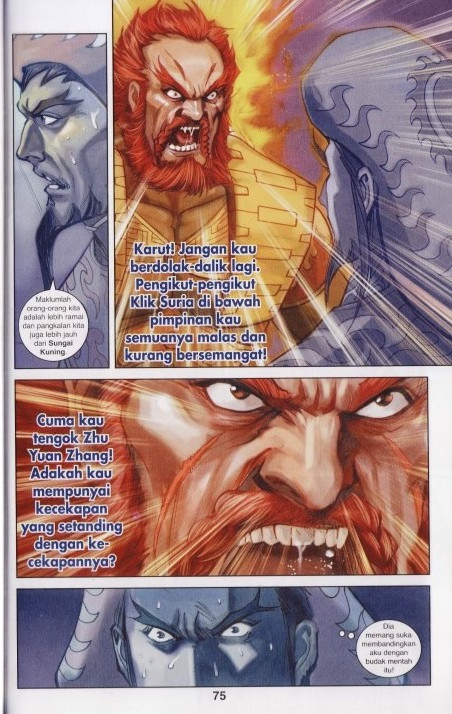 Maklumlah
orang-orang kita
adalah lebih ramai
dan pangkalan kita
juga lebih jauh
dari Sungai
Kuning.
Karut! Jangan kau
berdolak-dalik lagi.
Pengikut-pengikut
Klik Suria di bawah
pimpinan kau
semuanya malas dan
kurang bersemangat!
Cuma kau
tengok Zhu
Yuan Zhang!
Adakah kau
mempunyai
kecekapan
yang setanding
dengan ke-
cekapannya?
Dia
memang suka
membandingkan
aku dengan
budak mentah
itu!
75